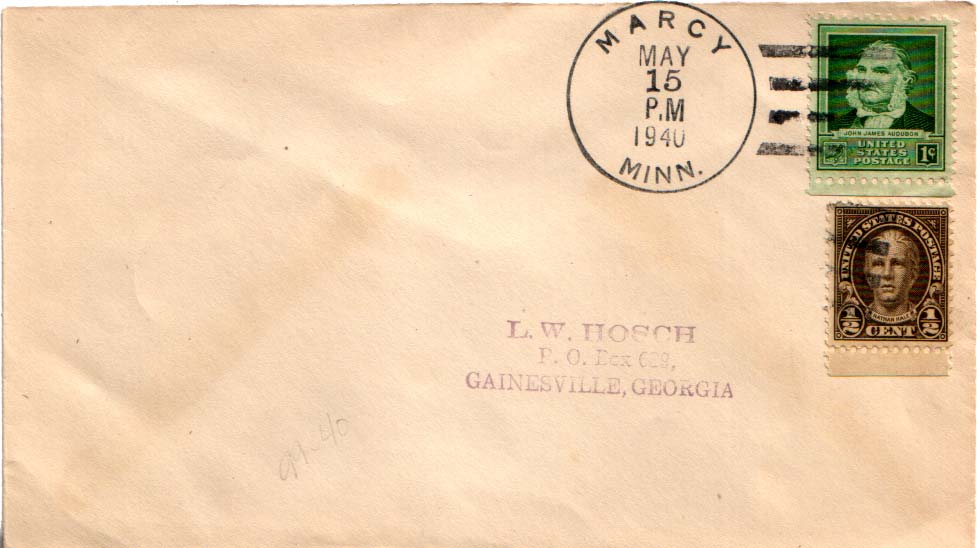 MARCY
MAY
15
P.M
1940
MINN.
JOHN JAMES AUDUBON
UNITED
STATES
POSTAGE
1¢
UNITED STATES POSTAGE
NATHAN HALE
1/2 CENT 1/2
L. W. HOSCH
P. O. Box
GAINESVILLE, GEORGIA